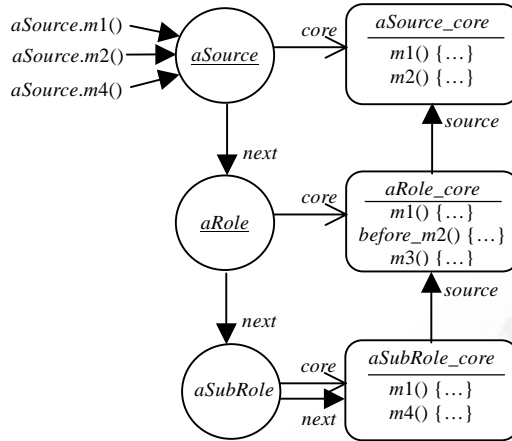 aSource.m1()
aSource.m2()
aSource.m4()
aSource
core
aSource_core
m1() {…}
m2() {…}
source
next
aRole
core
aRole_core
m1() {…}
before_m2() {…}
m3() {…}
source
next
aSubRole
core
next
aSubRole_core
m1() {…}
m4() {…}